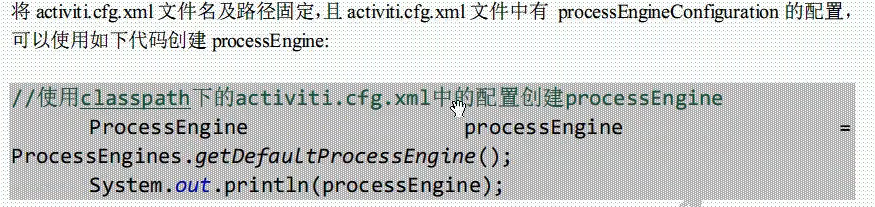 将 activiti.cfg.xml 文件名及路径固定，且 activiti.cfg.xml 文件中有 processEngineConfiguration 的配置，
可以使用如下代码创建 processEngine:
//使用classpath下的activiti.cfg.xml中的配置创建processEngine
ProcessEngine processEngine =
ProcessEngines.getDefaultProcessEngine();
System.out.println(processEngine);